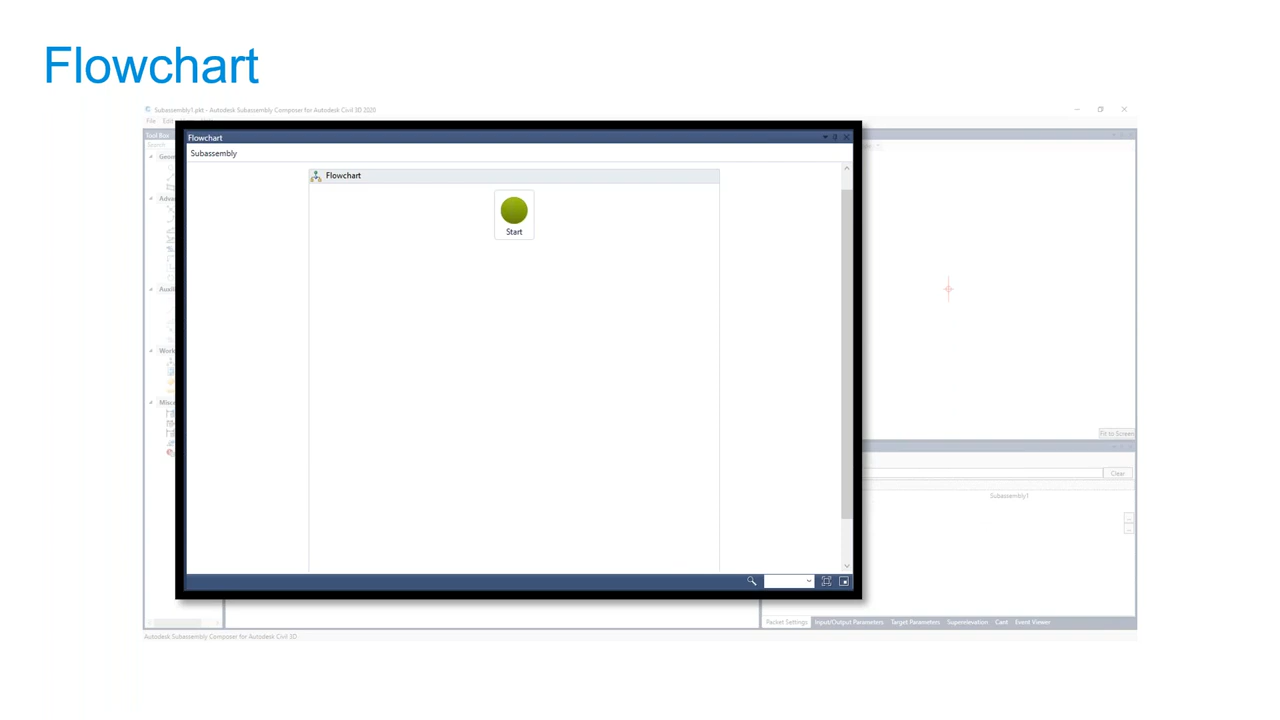 Flowchart
Subassembly1.pkt - Autodesk Subassembly Composer for Autodesk Civil 3D 2020
File Edit
Tool Box
Search
Flowchart
Subassembly
Flowchart
Start
Fit to Screen
Clear
Subassembly1
Packet Settings Input/Output Parameters Target Parameters Superelevation Cant Event Viewer
Autodesk Subassembly Composer for Autodesk Civil 3D